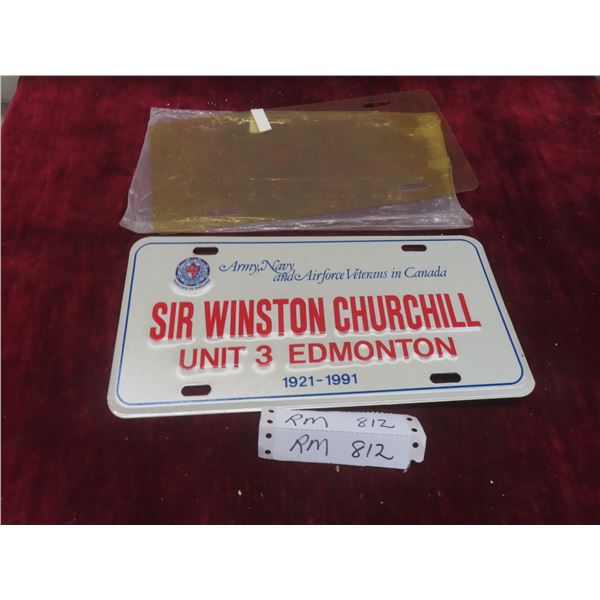 Army, Navy
and Airforce Veterans in Canada
SIR WINSTON CHURCHILL
UNIT 3 EDMONTON
1921-1991
RM 812
RM 812